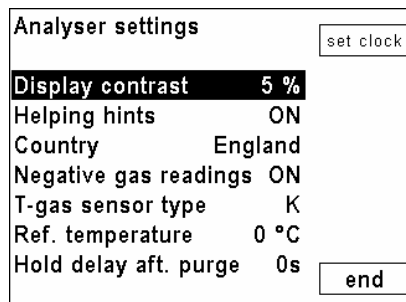 Analyser settings
set clock
Display contrast 5 %
Helping hints ON
Country England
Negative gas readings ON
T-gas sensor type K
Ref. temperature 0 °C
Hold delay aft. purge 0s
end